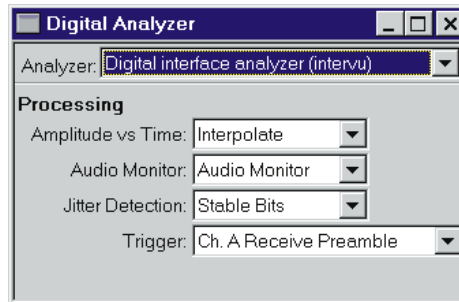 Digital Analyzer
Analyzer: Digital interface analyzer (intervu)
Processing
Amplitude vs Time: Interpolate
Audio Monitor: Audio Monitor
Jitter Detection: Stable Bits
Trigger: Ch. A Receive Preamble